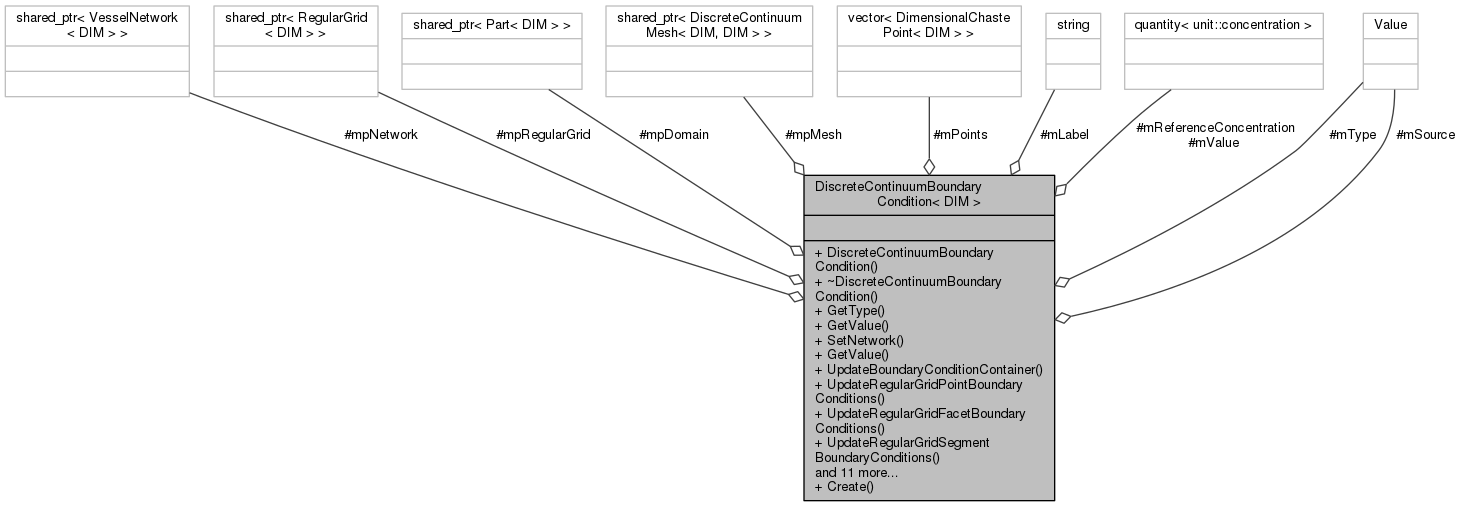 shared_ptr< VesselNetwork
< DIM > >
shared_ptr< RegularGrid
< DIM > >
shared_ptr< Part< DIM > >
shared_ptr< DiscreteContinuum
Mesh< DIM, DIM > >
vector< DimensionalChaste
Point< DIM > >
string
quantity< unit::concentration >
Value
#mpNetwork
#mpRegularGrid
#mpDomain
#mpMesh
#mPoints
#mLabel
#mReferenceConcentration
#mValue
#mType
#mSource
DiscreteContinuumBoundary
Condition< DIM >
+ DiscreteContinuumBoundary
Condition()
+ ~DiscreteContinuumBoundary
Condition()
+ GetType()
+ GetValue()
+ SetNetwork()
+ GetValue()
+ UpdateBoundaryConditionContainer()
+ UpdateRegularGridPointBoundary
Conditions()
+ UpdateRegularGridFacetBoundary
Conditions()
+ UpdateRegularGridSegment
BoundaryConditions()
and 11 more...
+ Create()